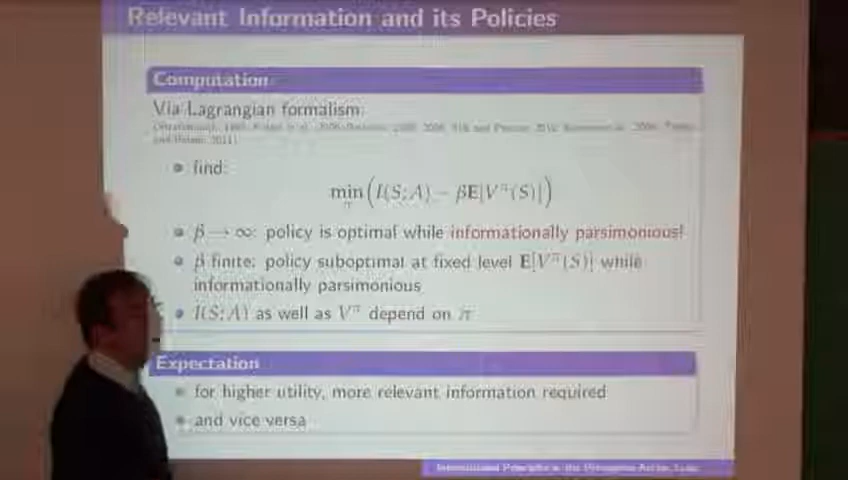 Relevant Information and its Policies
Computation
Via Lagrangian formalism:
• find:
min_π (I(S;A) − βE[V^π(S)])
• β → ∞: policy is optimal while informationally parsimonious!
• β finite: policy suboptimal at fixed level E[V^π(S)] while
informationally parsimonious
• I(S;A) as well as V^π depend on π
Expectation
• for higher utility, more relevant information required
• and vice versa